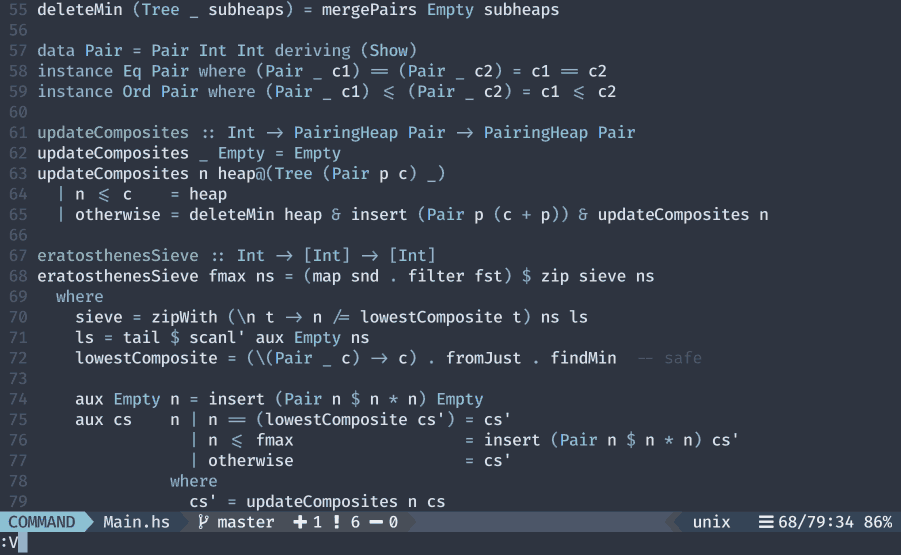 55 deleteMin (Tree _ subheaps) = mergePairs Empty subheaps
56
57 data Pair = Pair Int Int deriving (Show)
58 instance Eq Pair where (Pair _ c1) == (Pair _ c2) = c1 == c2
59 instance Ord Pair where (Pair _ c1) <= (Pair _ c2) = c1 <= c2
60
61 updateComposites :: Int -> PairingHeap Pair -> PairingHeap Pair
62 updateComposites _ Empty = Empty
63 updateComposites n heap@(Tree (Pair p c) _)
64   | n <= c    = heap
65   | otherwise = deleteMin heap & insert (Pair p (c + p)) & updateComposites n
66
67 eratosthenesSieve :: Int -> [Int] -> [Int]
68 eratosthenesSieve fmax ns = (map snd . filter fst) $ zip sieve ns
69   where
70     sieve = zipWith (\n t -> n /= lowestComposite t) ns ls
71     ls = tail $ scanl' aux Empty ns
72     lowestComposite = (\(Pair _ c) -> c) . fromJust . findMin  -- safe
73
74     aux Empty n = insert (Pair n $ n * n) Empty
75     aux cs    n | n == (lowestComposite cs') = cs'
76                 | n <= fmax                  = insert (Pair n $ n * n) cs'
77                 | otherwise                  = cs'
78               where
79                 cs' = updateComposites n cs
COMMAND Main.hs master +1 ! 6 −0 unix ☰68/79:34 86%
:V